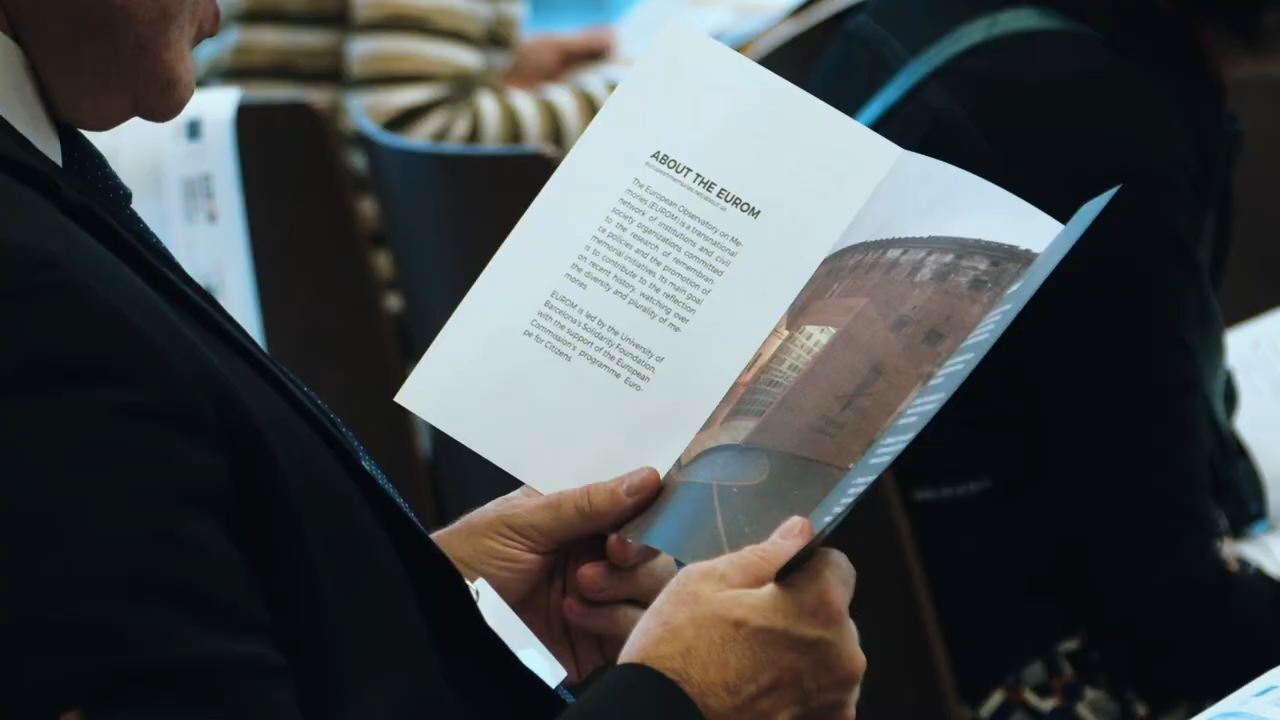 ABOUT THE EUROM
europeanmemories.net/about-us
The European Observatory on Me-
mories (EUROM) is a transnational
network of institutions and civil
society organizations committed
to the research of remembran-
ce policies and the promotion of
memorial initiatives. Its main goal
is to contribute to the reflection
on recent history, watching over
the diversity and plurality of me-
mories
EUROM is led by the University of
Barcelona's Solidarity Foundation,
with the support of the European
Commission's programme Euro-
pe for Citizens.